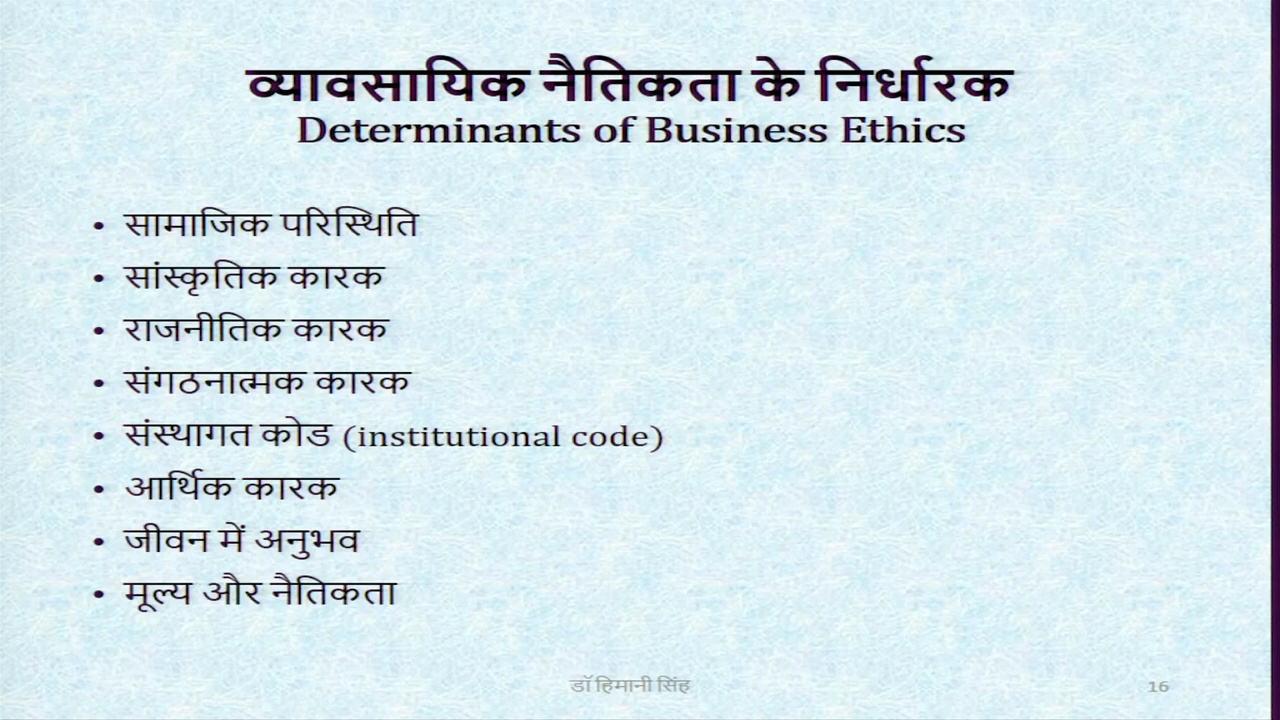 व्यावसायिक नैतिकता के निर्धारक
Determinants of Business Ethics
• सामाजिक परिस्थिति
• सांस्कृतिक कारक
• राजनीतिक कारक
• संगठनात्मक कारक
• संस्थागत कोड (institutional code)
• आर्थिक कारक
• जीवन में अनुभव
• मूल्य और नैतिकता
डॉ हिमानी सिंह
16